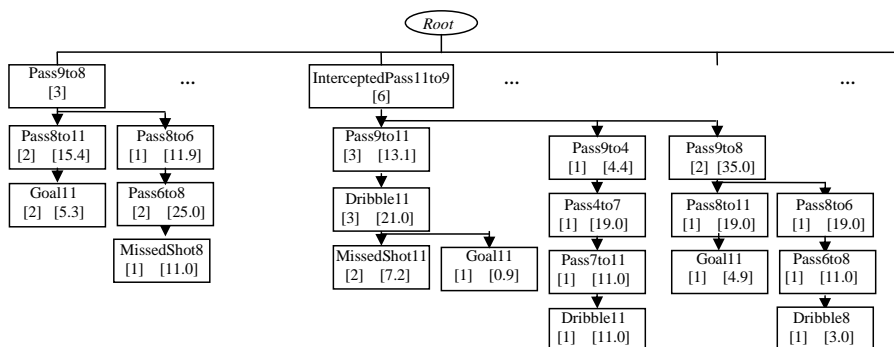 Root
Pass9to8
[3]
...
InterceptedPass11to9
[6]
...
...
Pass8to11
[2] [15.4]
Pass8to6
[1] [11.9]
Pass9to11
[3] [13.1]
Pass9to4
[1] [4.4]
Pass9to8
[2] [35.0]
Goal11
[2] [5.3]
Pass6to8
[2] [25.0]
Dribble11
[3] [21.0]
Pass4to7
[1] [19.0]
Pass8to11
[1] [19.0]
Pass8to6
[1] [19.0]
MissedShot8
[1] [11.0]
MissedShot11
[2] [7.2]
Goal11
[1] [0.9]
Pass7to11
[1] [11.0]
Goal11
[1] [4.9]
Pass6to8
[1] [11.0]
Dribble11
[1] [11.0]
Dribble8
[1] [3.0]